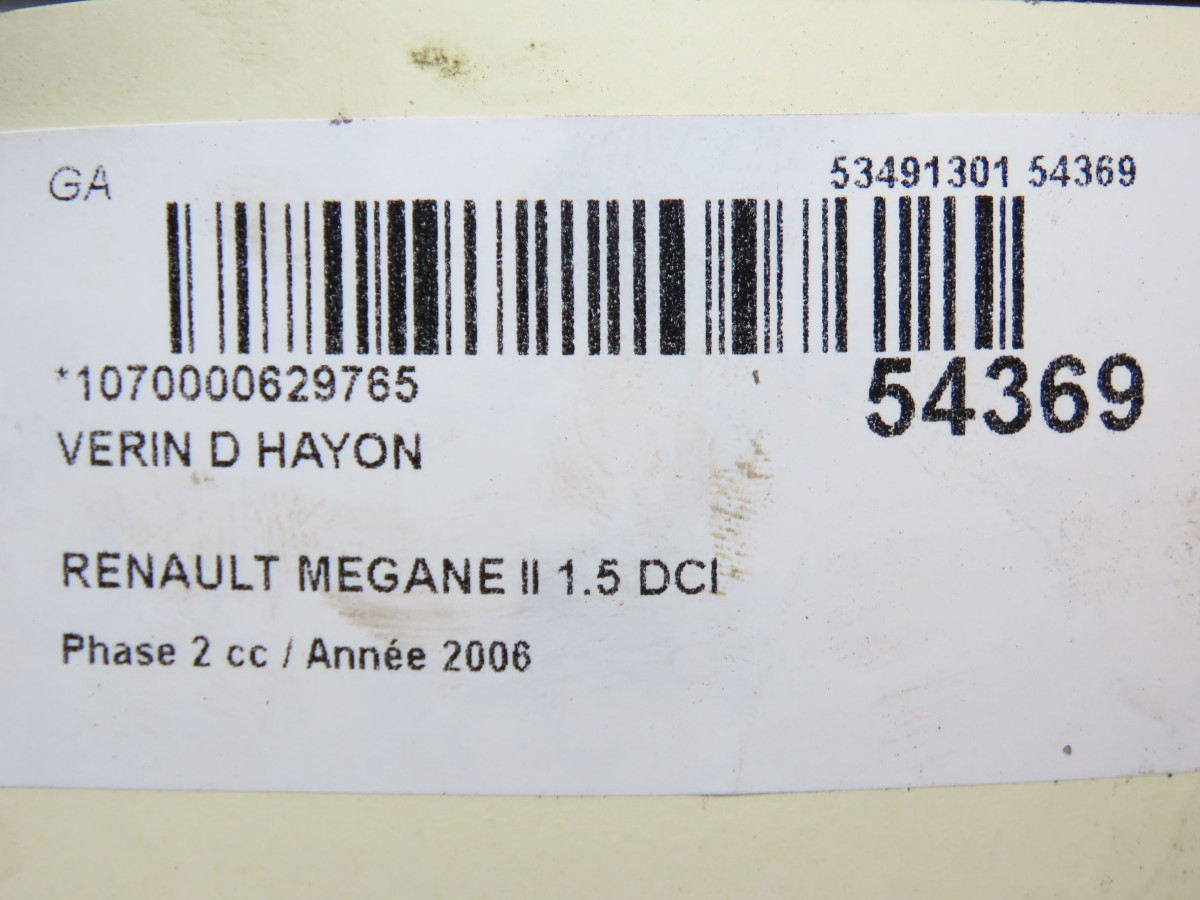 GA
53491301 54369
*1070000629765
54369
VERIN D HAYON
RENAULT MEGANE II 1.5 DCI
Phase 2 cc / Année 2006